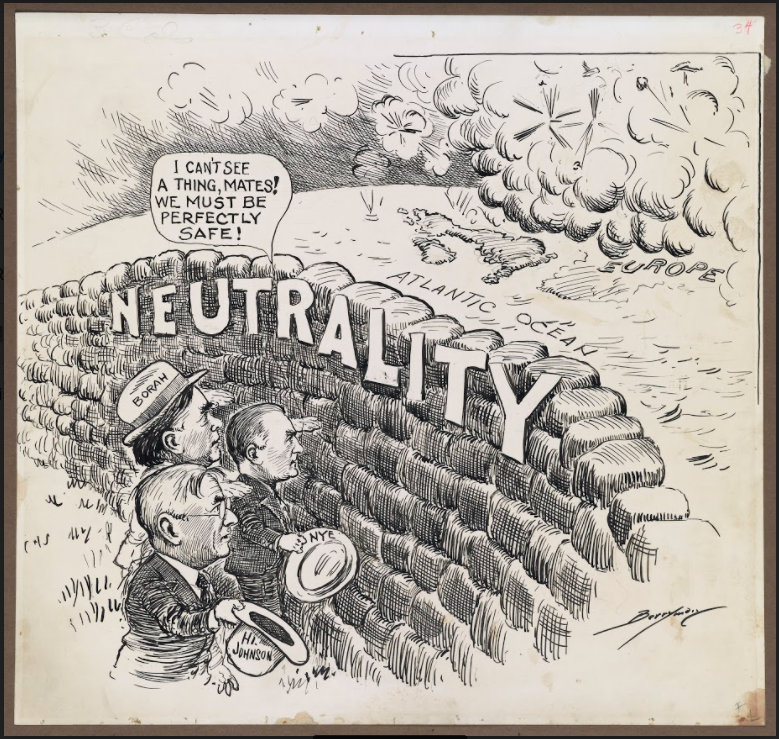 34
I CAN'T SEE
A THING, MATES!
WE MUST BE
PERFECTLY
SAFE!
EUROPE
ATLANTIC OCEAN
NEUTRALITY
BORAH
NYE
HI.
JOHNSON
Berryman